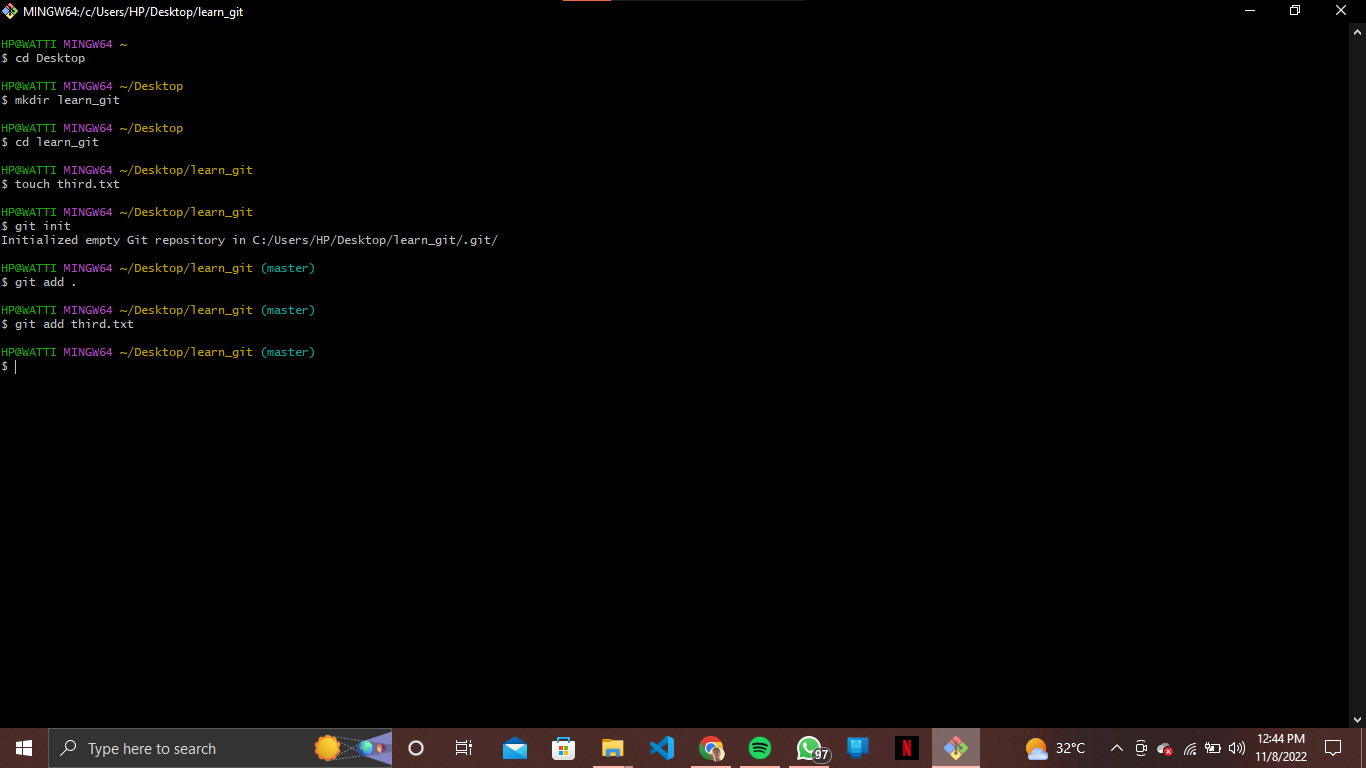 MINGW64:/c/Users/HP/Desktop/learn_git
HP@WATTI MINGW64 ~
$ cd Desktop
HP@WATTI MINGW64 ~/Desktop
$ mkdir learn_git
HP@WATTI MINGW64 ~/Desktop
$ cd learn_git
HP@WATTI MINGW64 ~/Desktop/learn_git
$ touch third.txt
HP@WATTI MINGW64 ~/Desktop/learn_git
$ git init
Initialized empty Git repository in C:/Users/HP/Desktop/learn_git/.git/
HP@WATTI MINGW64 ~/Desktop/learn_git (master)
$ git add .
HP@WATTI MINGW64 ~/Desktop/learn_git (master)
$ git add third.txt
HP@WATTI MINGW64 ~/Desktop/learn_git (master)
$
Type here to search
97
N
32°C
12:44 PM
11/8/2022